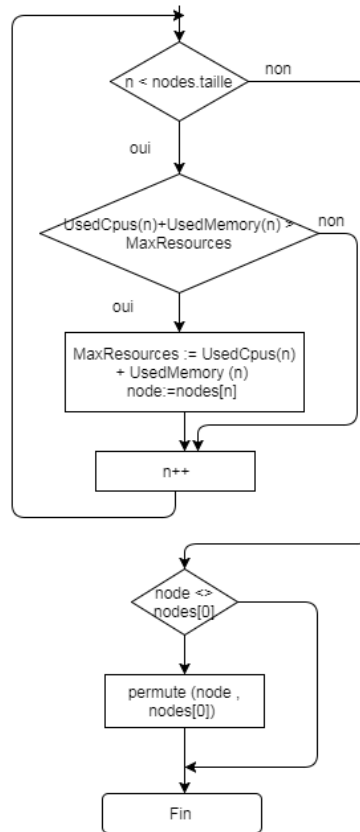 n < nodes.taille
non
oui
UsedCpus(n)+UsedMemory(n) >
MaxResources
non
oui
MaxResources := UsedCpus(n)
+ UsedMemory (n)
node:=nodes[n]
n++
node <>
nodes[0]
permute (node ,
nodes[0])
Fin